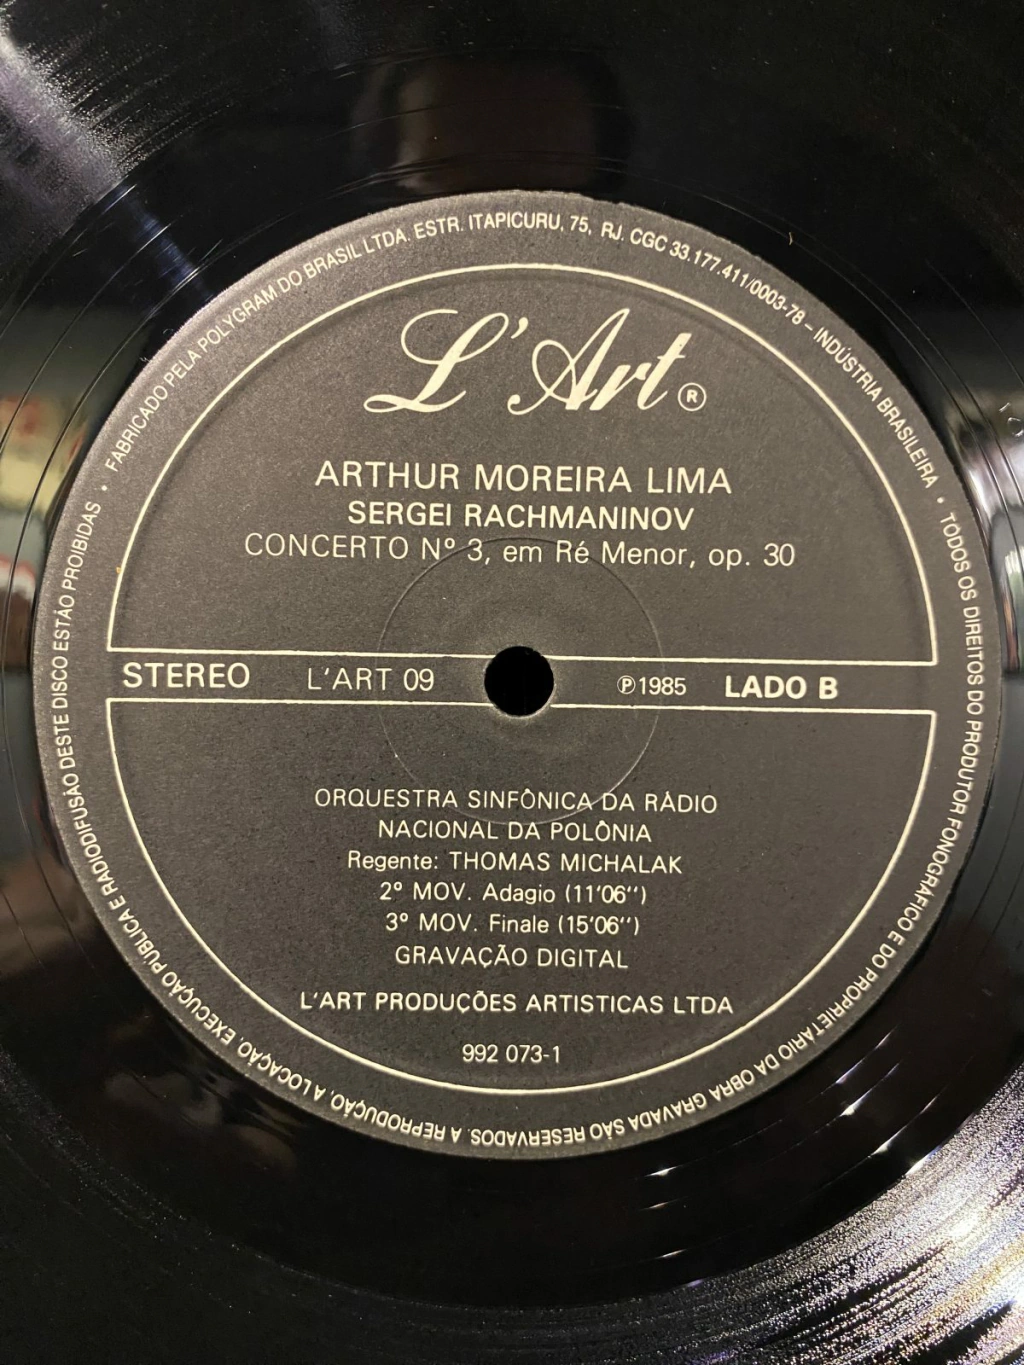 FABRICADO PELA POLYGRAM DO BRASIL LTDA. ESTR. ITAPICURU, 75, RJ. CGC 33.177.411/0003-78 – INDÚSTRIA BRASILEIRA • TODOS OS DIREITOS DO PRODUTOR FONOGRÁFICO E DO PROPRIETÁRIO DA OBRA GRAVADA SÃO RESERVADOS. A REPRODUÇÃO, A LOCAÇÃO, EXECUÇÃO PÚBLICA E RADIODIFUSÃO DESTE DISCO ESTÃO PROIBIDAS •
L'Art ®
ARTHUR MOREIRA LIMA
SERGEI RACHMANINOV
CONCERTO Nº 3, em Ré Menor, op. 30
STEREO L'ART 09 ℗1985 LADO B
ORQUESTRA SINFÔNICA DA RÁDIO
NACIONAL DA POLÔNIA
Regente: THOMAS MICHALAK
2º MOV. Adagio (11'06'')
3º MOV. Finale (15'06'')
GRAVAÇÃO DIGITAL
L'ART PRODUÇÕES ARTISTICAS LTDA
992 073-1